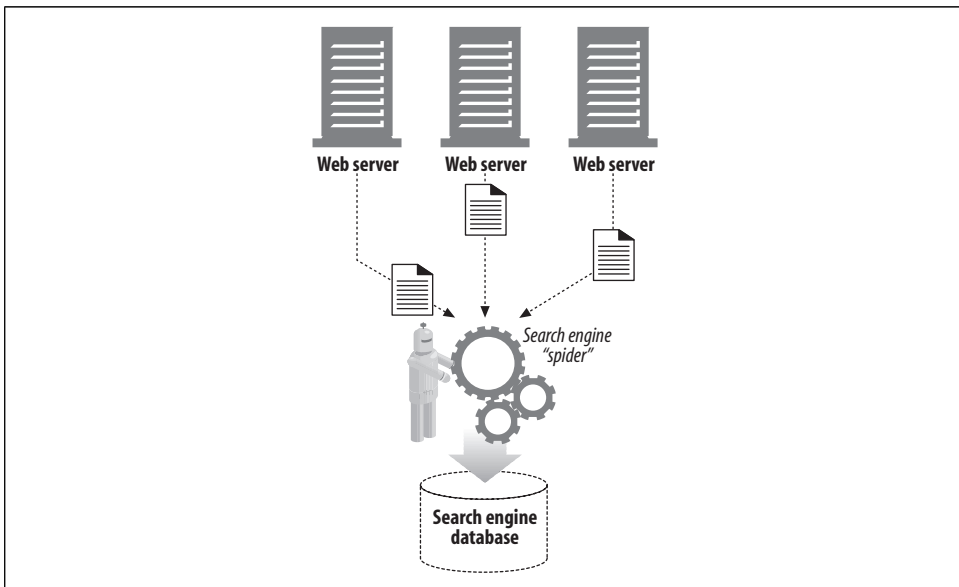 Web server
Web server
Web server
Search engine
"spider"
Search engine
database